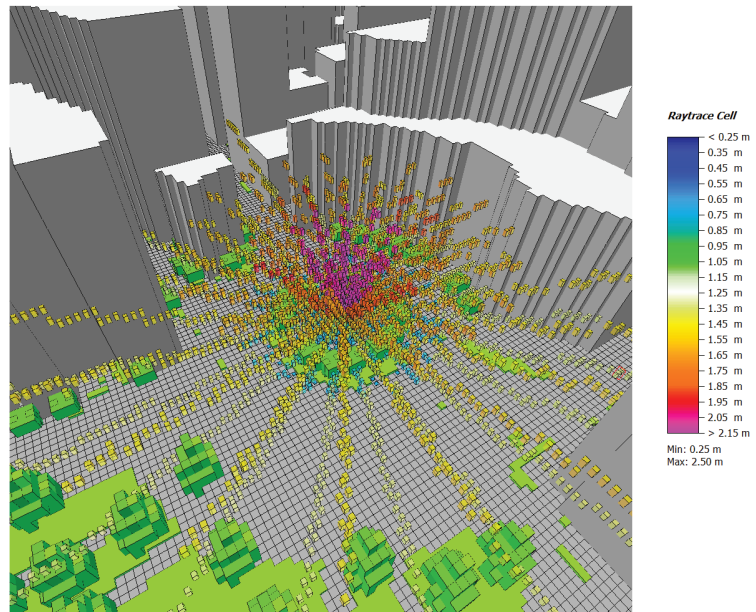 Raytrace Cell
< 0.25 m
0.35 m
0.45 m
0.55 m
0.65 m
0.75 m
0.85 m
0.95 m
1.05 m
1.15 m
1.25 m
1.35 m
1.45 m
1.55 m
1.65 m
1.75 m
1.85 m
1.95 m
2.05 m
> 2.15 m
Min: 0.25 m
Max: 2.50 m